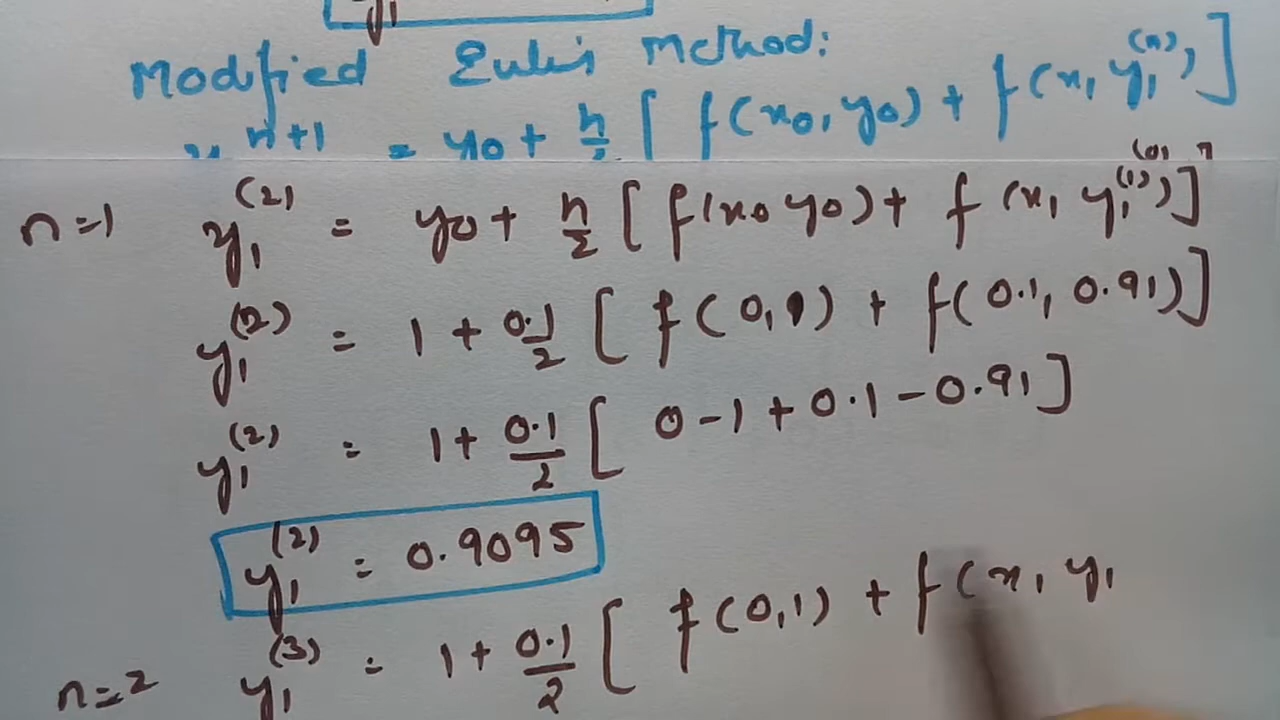 Modified Euler's Method:
y^{n+1} = y0 + h/2 [ f(x0, y0) + f(x1, y1^{(n)}) ]
n=1 y1^{(2)} = y0 + h/2 [ f(x0 y0) + f(x1 y1^{(1)}) ]
y1^{(2)} = 1 + 0.1/2 [ f(0,1) + f(0.1, 0.91) ]
y1^{(2)} = 1 + 0.1/2 [ 0-1+0.1-0.91 ]
y1^{(2)} = 0.9095
n=2 y1^{(3)} = 1 + 0.1/2 [ f(0,1) + f(x1 y1